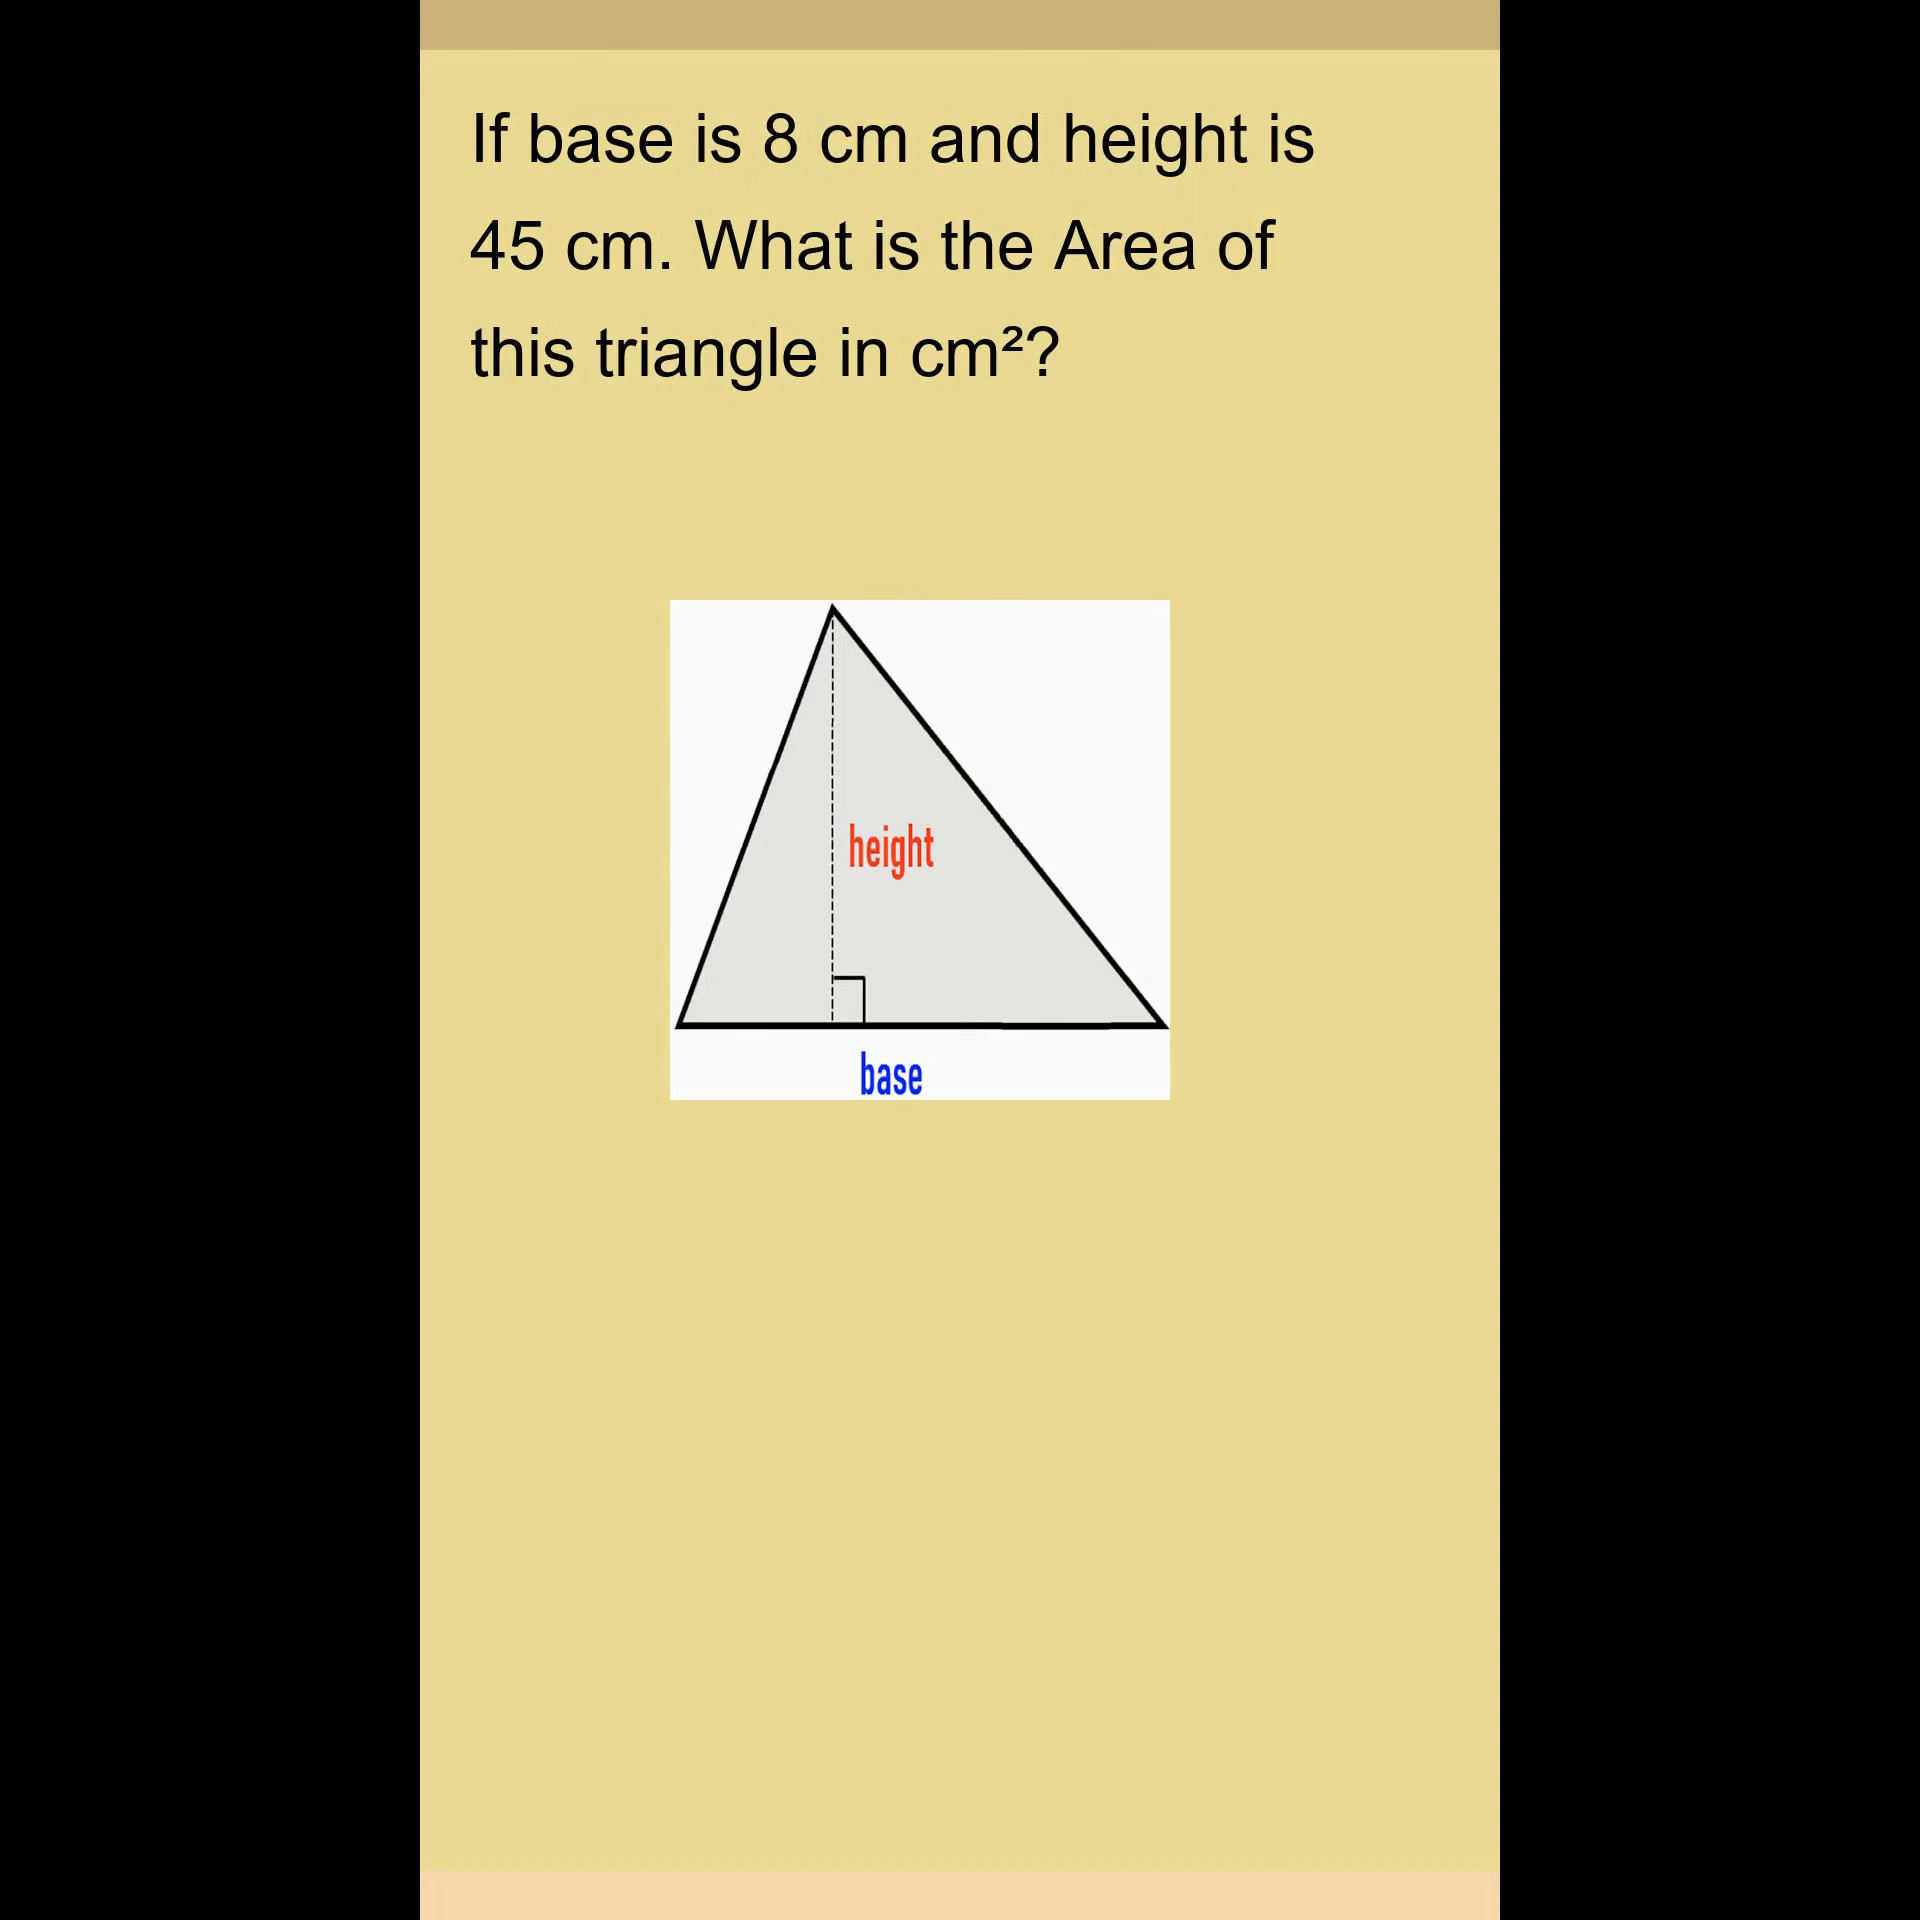 If base is 8 cm and height is
45 cm. What is the Area of
this triangle in cm²?
height
base